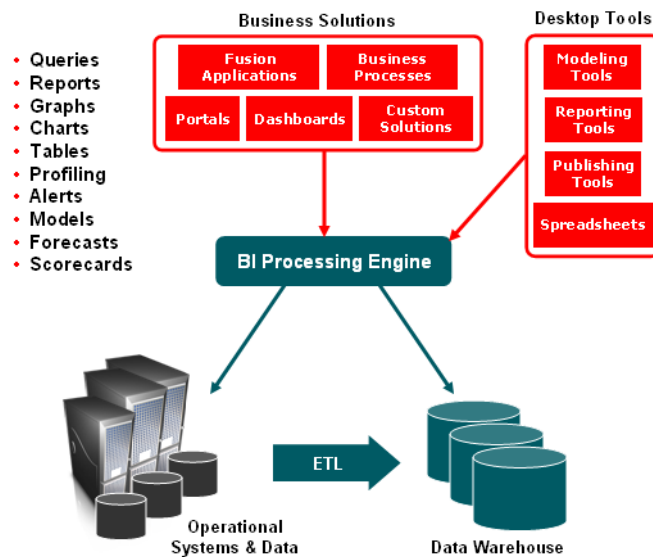 Business Solutions
Desktop Tools
Queries
Reports
Graphs
Charts
Tables
Profiling
Alerts
Models
Forecasts
Scorecards
Fusion
Applications
Business
Processes
Portals
Dashboards
Custom
Solutions
Modeling
Tools
Reporting
Tools
Publishing
Tools
Spreadsheets
BI Processing Engine
ETL
Operational
Systems & Data
Data Warehouse